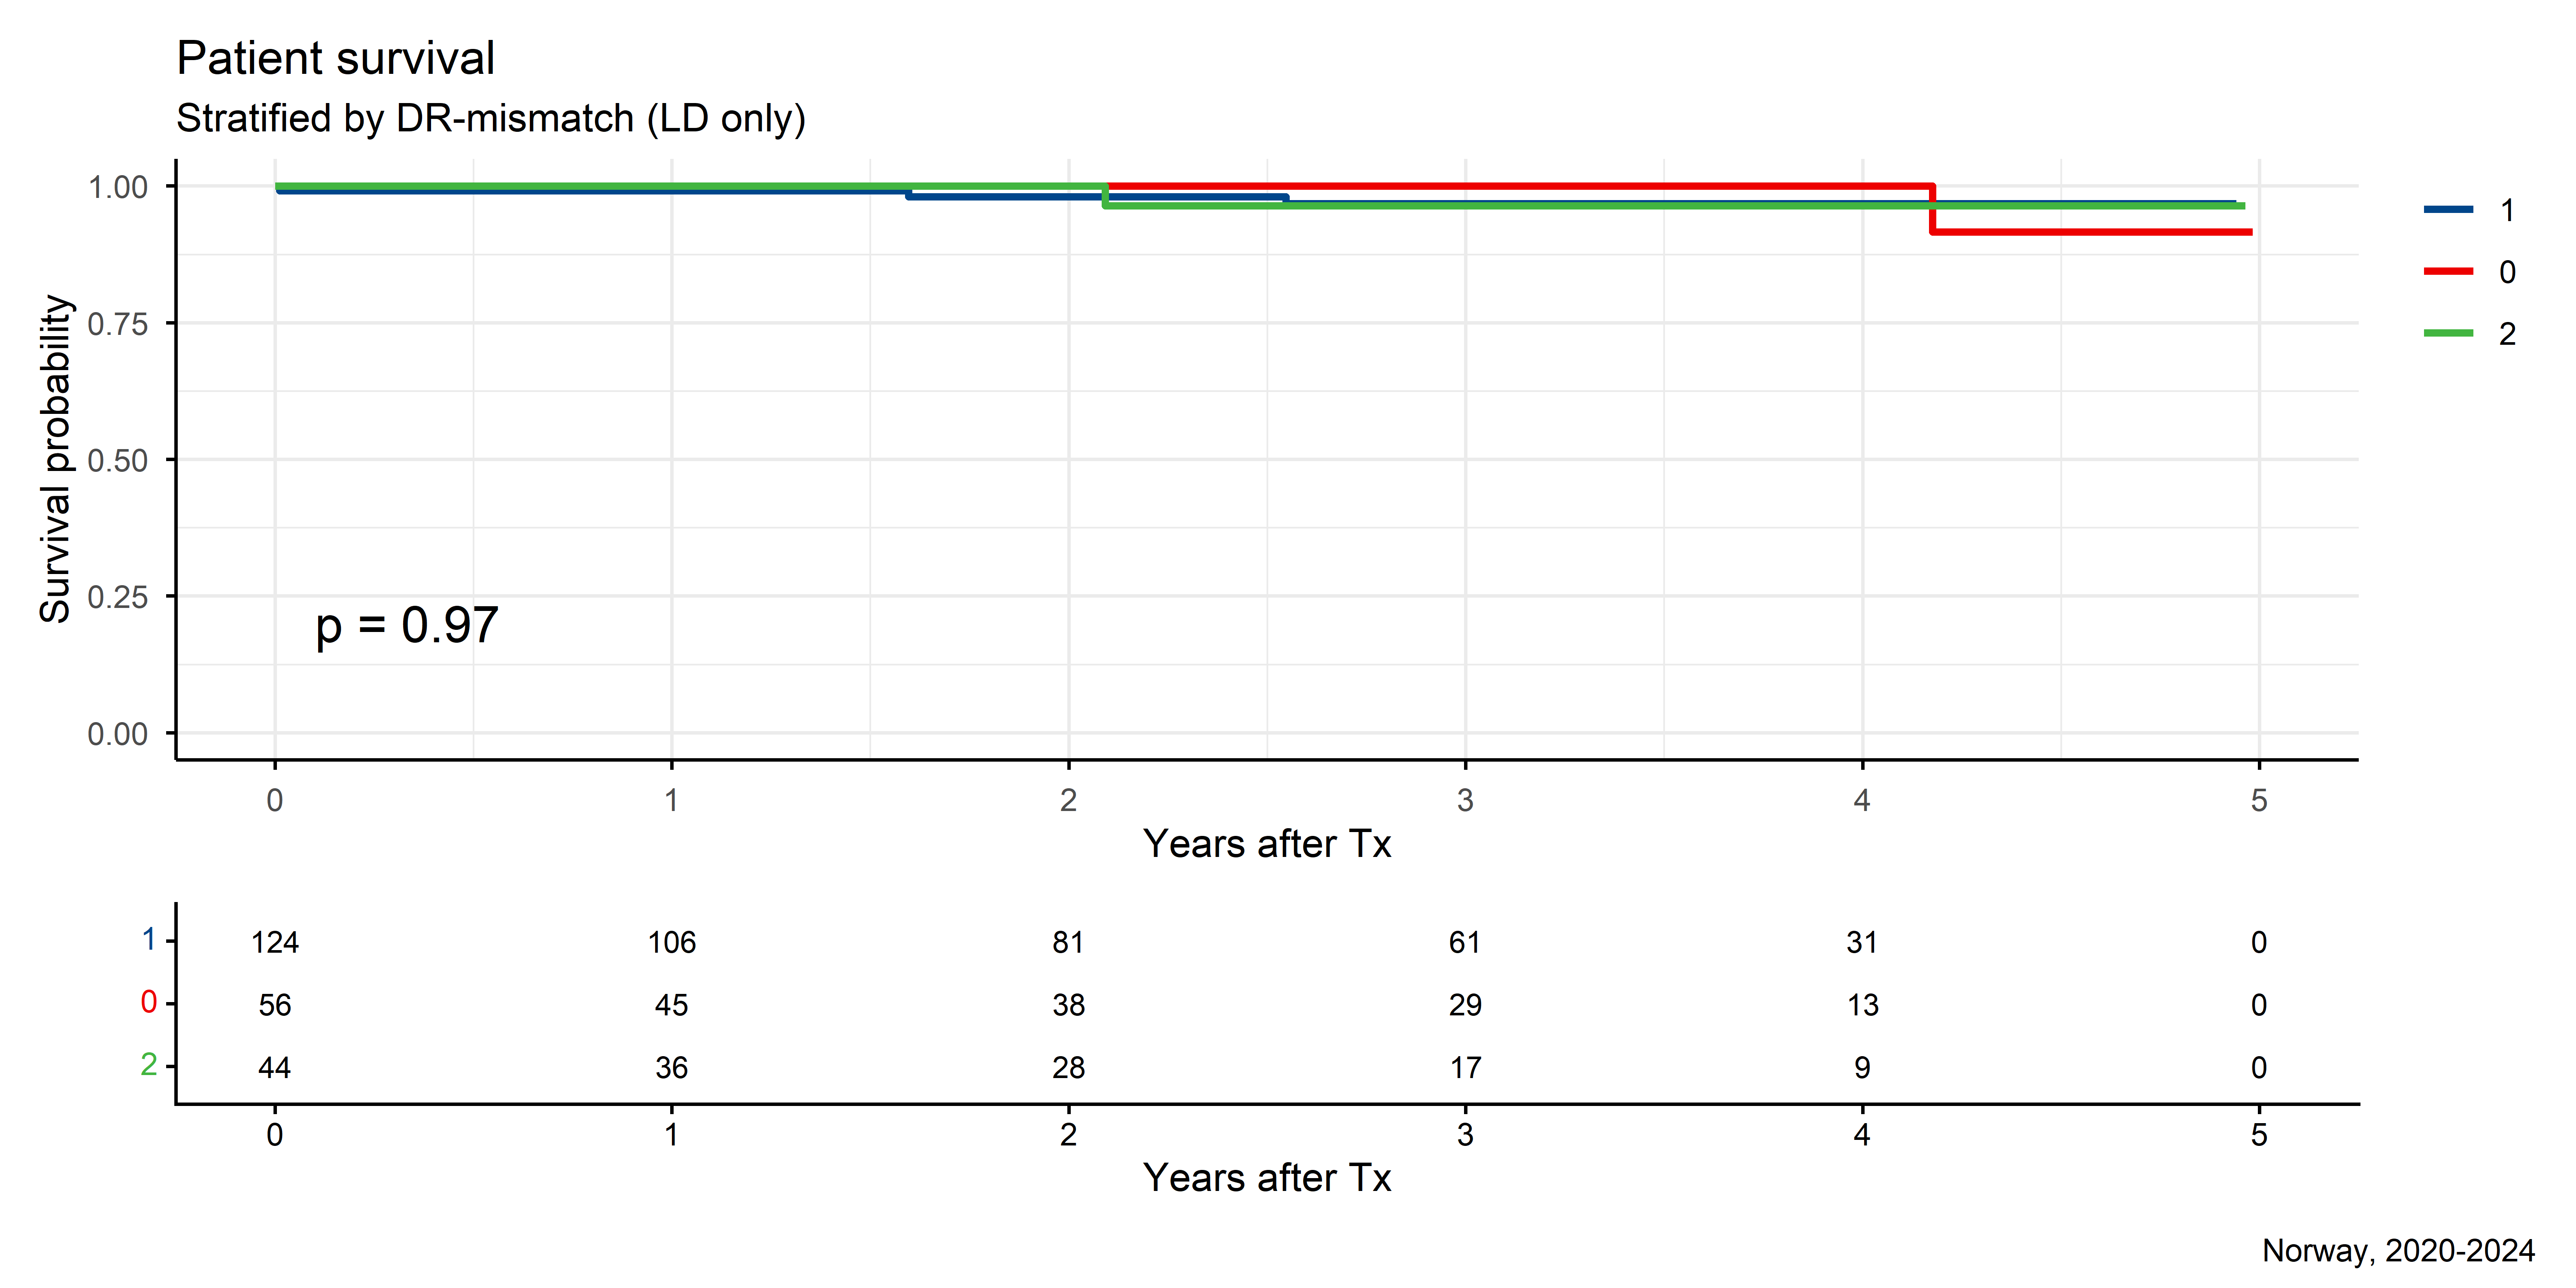 Patient survival
Stratified by DR-mismatch (LD only)
Survival probability
1.00
0.75
0.50
0.25
0.00
p = 0.97
0 1 2 3 4 5
Years after Tx
1
0
2
1 124 106 81 61 31 0
0 56 45 38 29 13 0
2 44 36 28 17 9 0
0 1 2 3 4 5
Years after Tx
Norway, 2020-2024